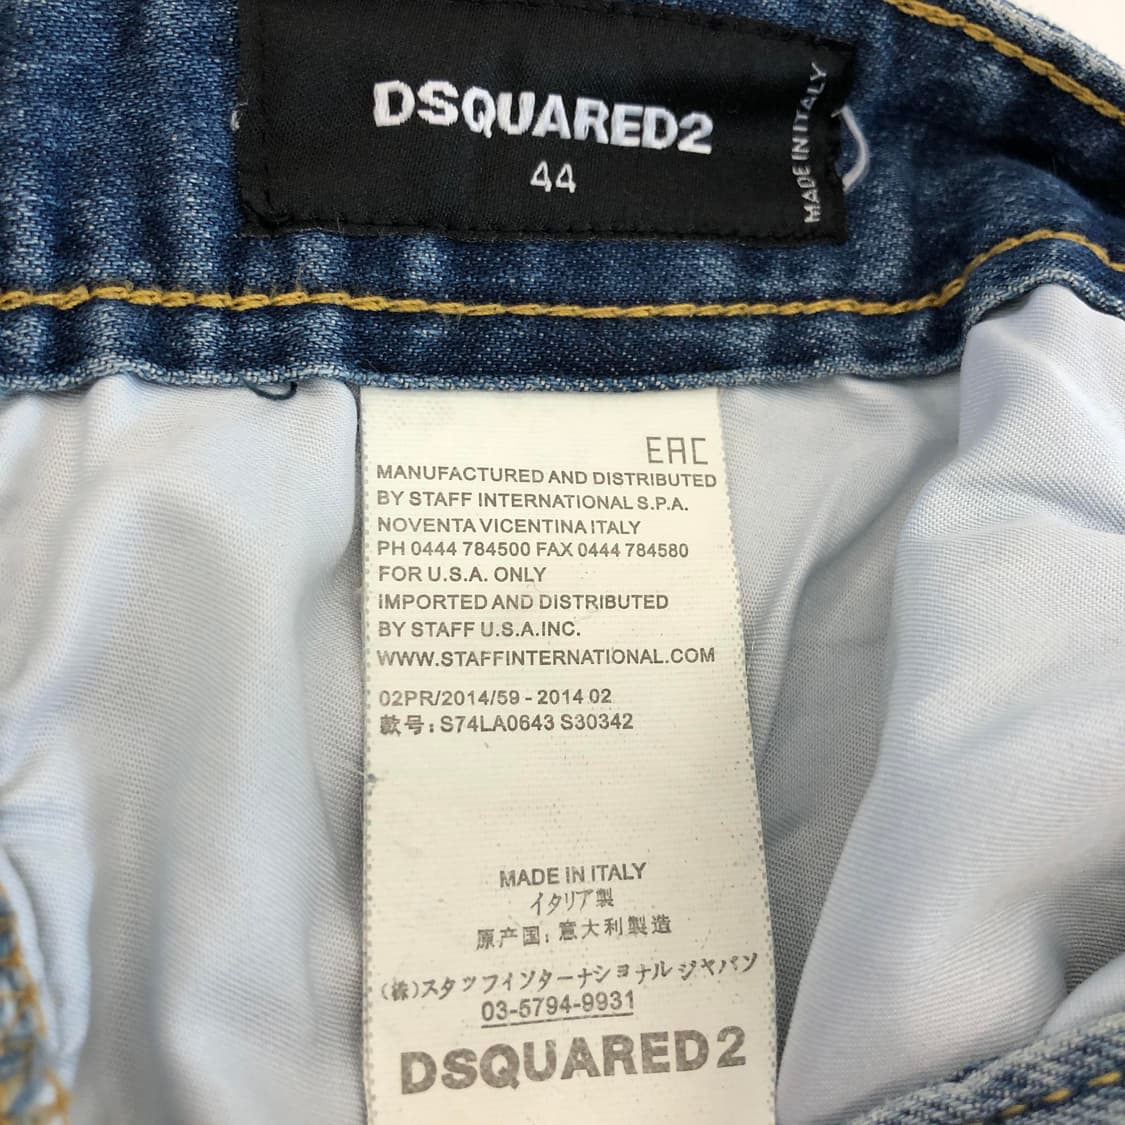 DSQUARED2
44
MADE IN ITALY
EAC
MANUFACTURED AND DISTRIBUTED
BY STAFF INTERNATIONAL S.P.A.
NOVENTA VICENTINA ITALY
PH 0444 784500 FAX 0444 784580
FOR U.S.A. ONLY
IMPORTED AND DISTRIBUTED
BY STAFF U.S.A.INC.
WWW.STAFFINTERNATIONAL.COM
02PR/2014/59 - 2014 02
款号: S74LA0643 S30342
MADE IN ITALY
イタリア製
原产国: 意大利製造
(株)スタッフインターナショナル ジャパン
03-5794-9931
DSQUARED2